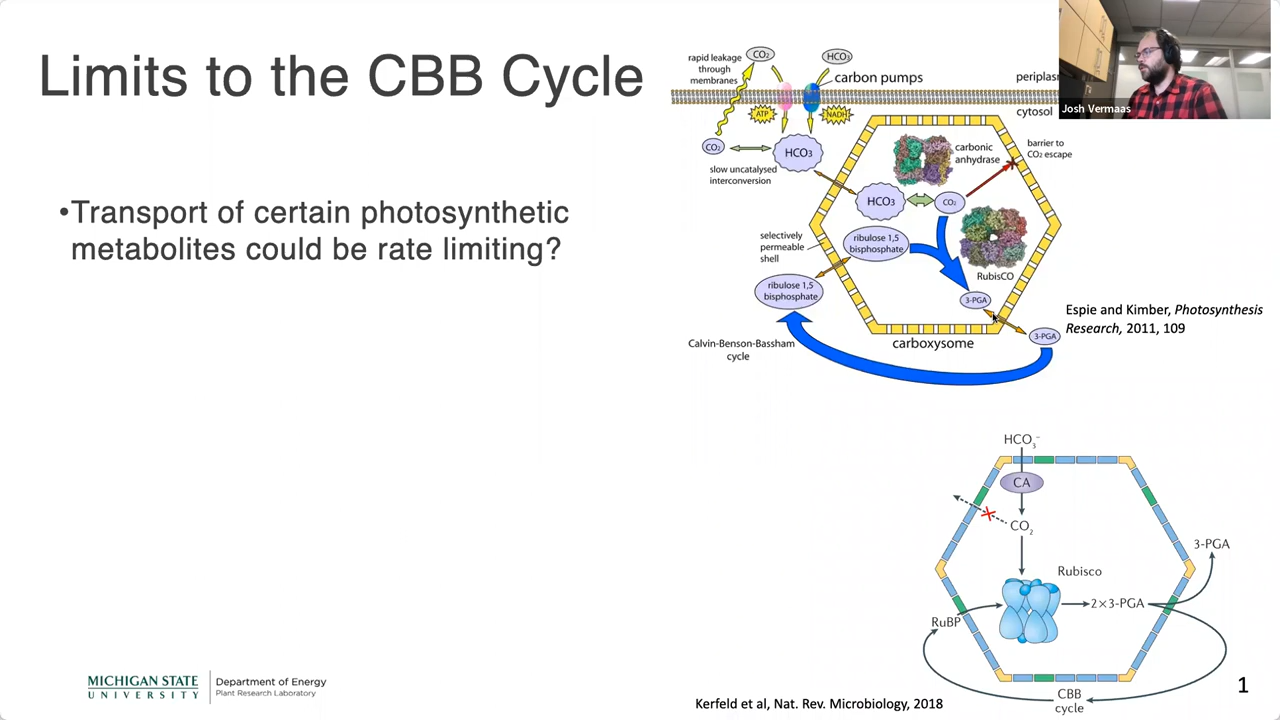 Limits to the CBB Cycle
•Transport of certain photosynthetic
metabolites could be rate limiting?
rapid leakage
through
membranes
CO2
HCO3
carbon pumps
periplasm
cytosol
Josh Vermaas
ATP
NADH
CO2
HCO3
slow uncatalysed
interconversion
carbonic
anhydrase
barrier to
CO2 escape
HCO3
CO2
selectively
permeable
shell
ribulose 1,5
bisphosphate
RubisCO
ribulose 1,5
bisphosphate
3-PGA
3-PGA
Calvin-Benson-Bassham
cycle
carboxysome
Espie and Kimber, Photosynthesis
Research, 2011, 109
HCO3−
CA
CO2
3-PGA
Rubisco
2×3-PGA
RuBP
CBB
cycle
MICHIGAN STATE
UNIVERSITY
Department of Energy
Plant Research Laboratory
Kerfeld et al, Nat. Rev. Microbiology, 2018
1